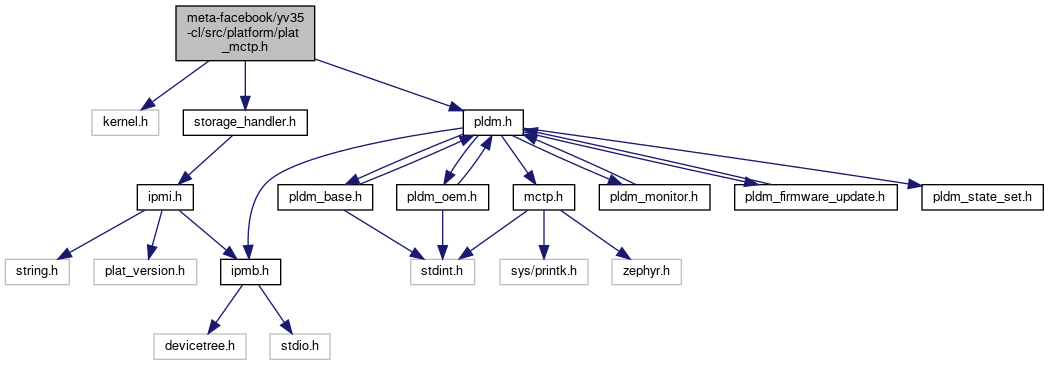 meta-facebook/yv35
-cl/src/platform/plat
_mctp.h
kernel.h
storage_handler.h
pldm.h
ipmi.h
pldm_base.h
pldm_oem.h
mctp.h
pldm_monitor.h
pldm_firmware_update.h
pldm_state_set.h
string.h
plat_version.h
ipmb.h
stdint.h
sys/printk.h
zephyr.h
devicetree.h
stdio.h